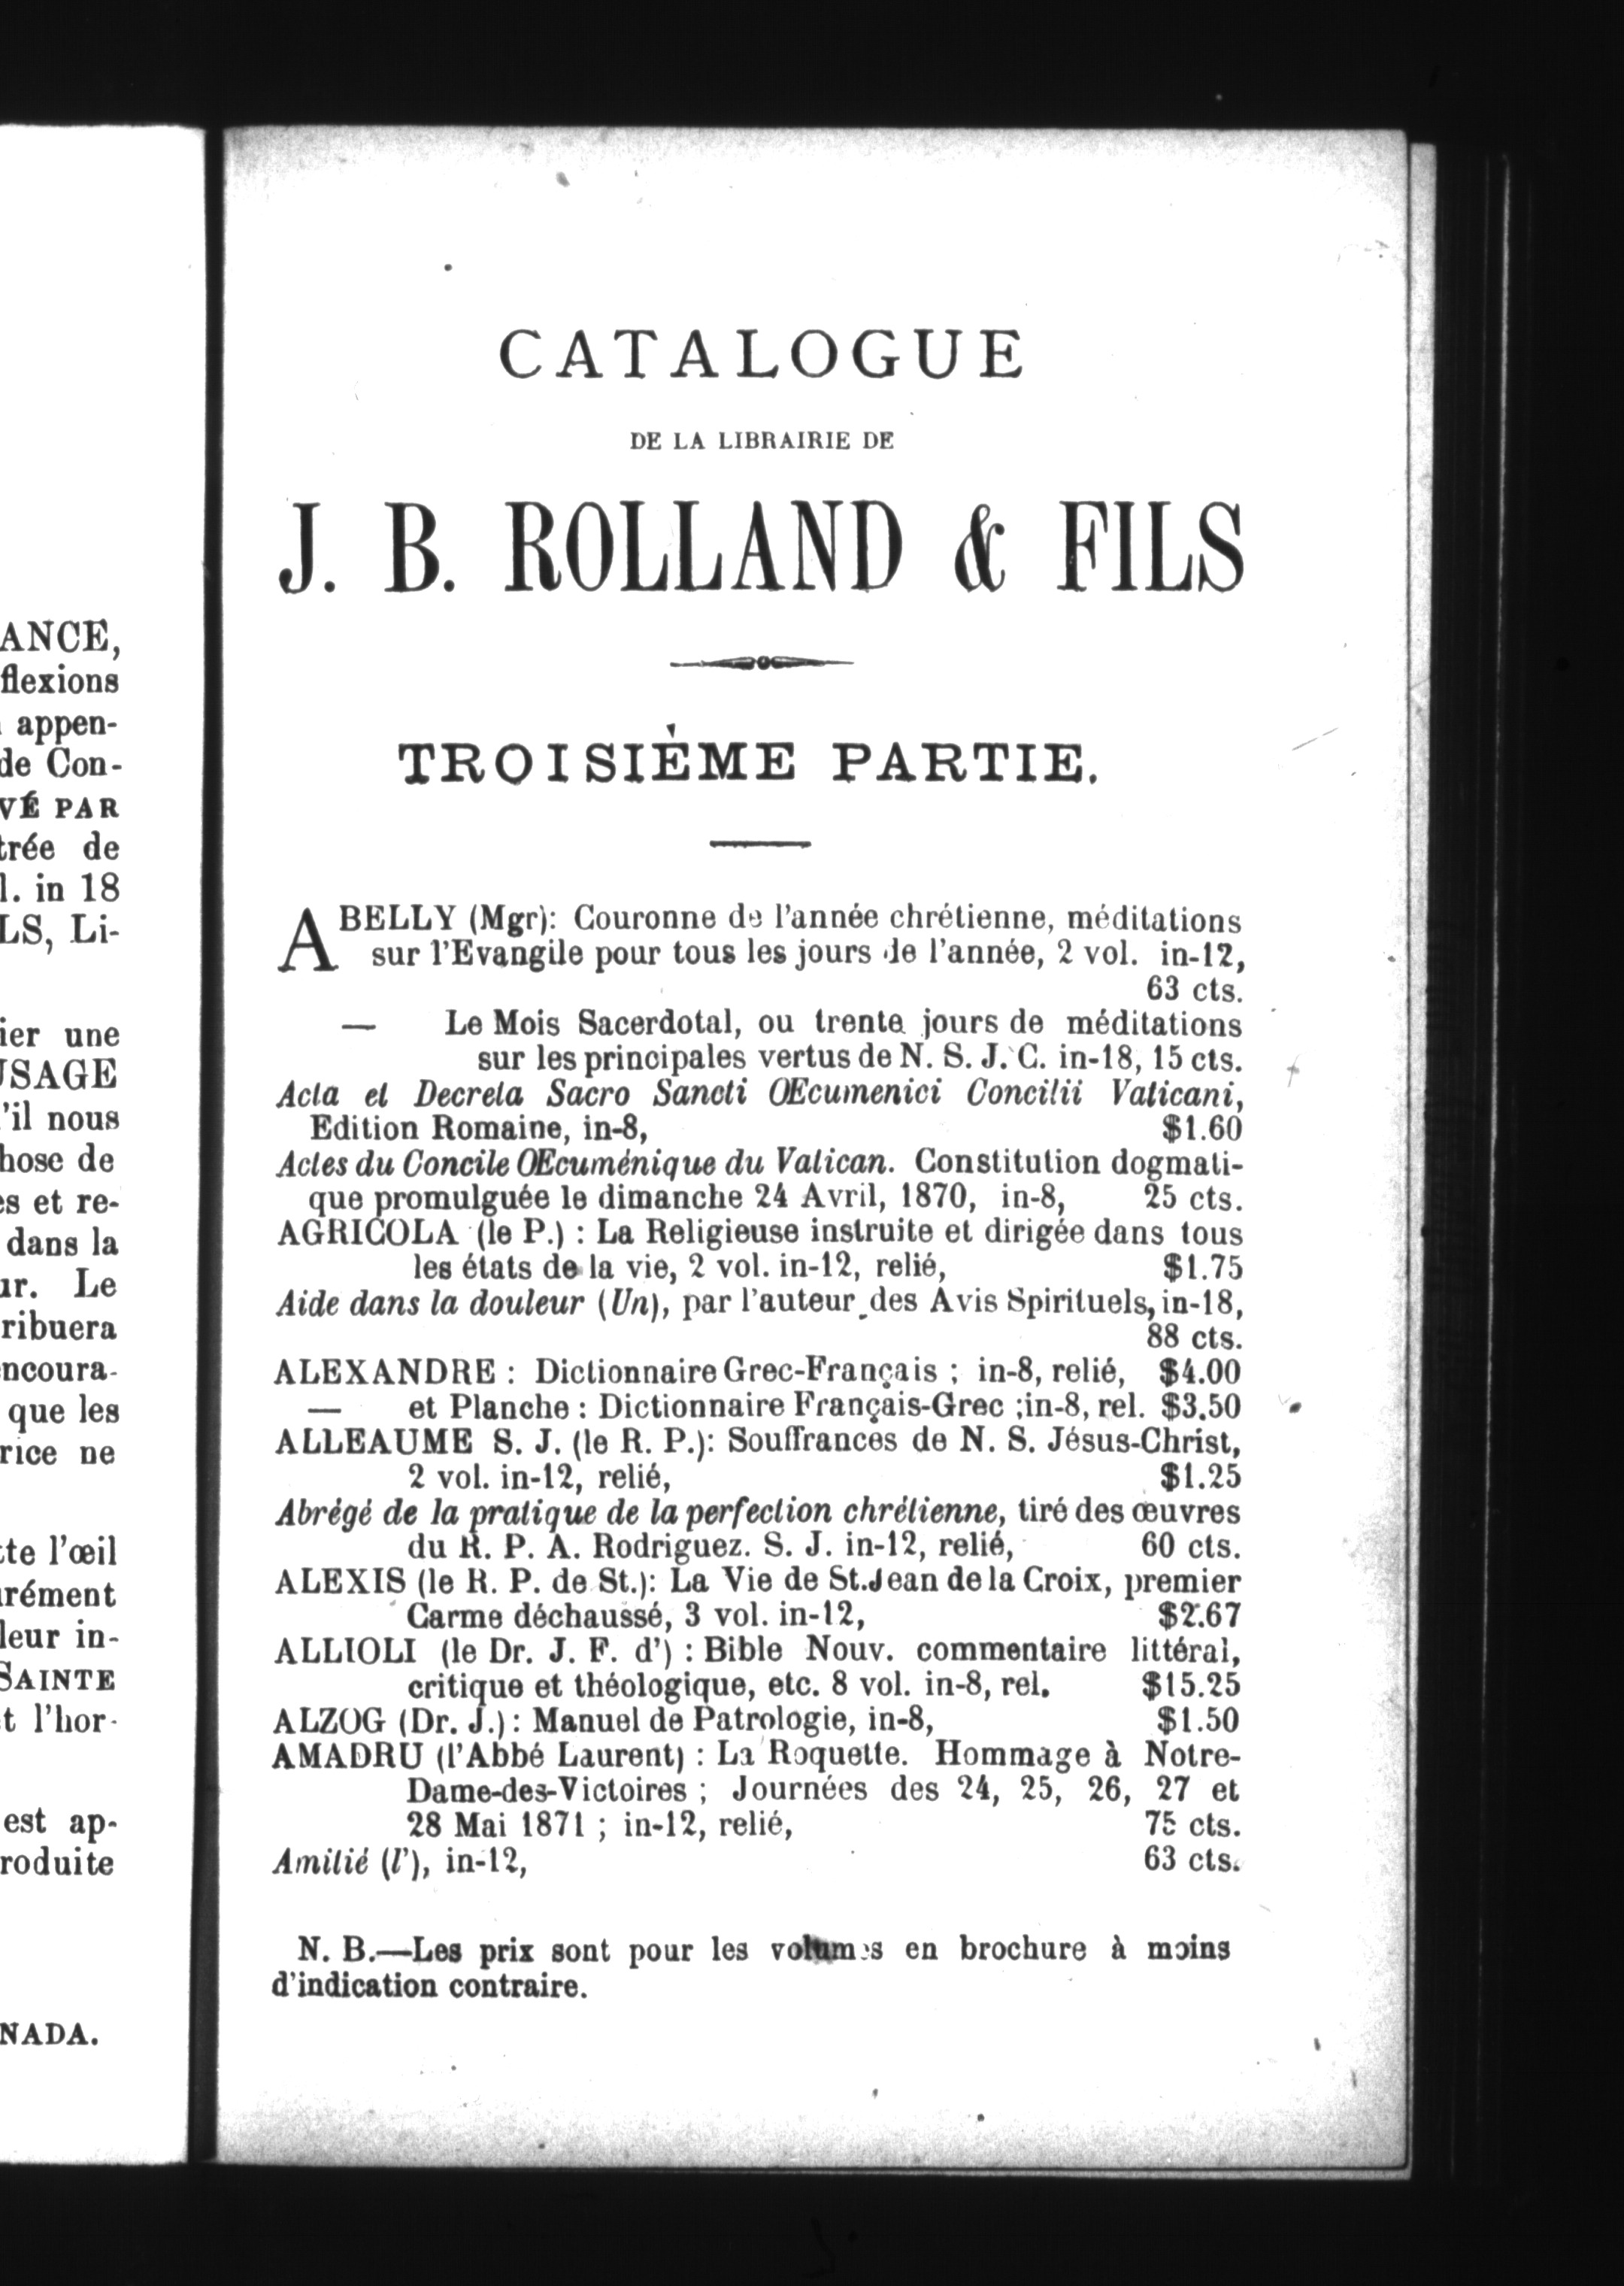 ANCE,
flexions
appen-
de Con-
VÉ PAR
trée de
l. in 18
LS, Li-
ier une
USAGE
'il nous
hose de
es et re-
dans la
ur. Le
ribuera
ncoura-
que les
rice ne
te l'œil
urément
leur in-
SAINTE
t l'hor-
est ap-
roduite
NADA.
CATALOGUE
DE LA LIBRAIRIE DE
J. B. ROLLAND & FILS
TROISIÈME PARTIE.
ABELLY (Mgr): Couronne de l'année chrétienne, méditations
sur l'Evangile pour tous les jours de l'année, 2 vol. in-12,
63 cts.
— Le Mois Sacerdotal, ou trente jours de méditations
sur les principales vertus de N. S. J. C. in-18, 15 cts.
Acta et Decreta Sacro Sancti Œcumenici Concilii Vaticani,
Edition Romaine, in-8, $1.60
Actes du Concile Œcuménique du Vatican. Constitution dogmati-
que promulguée le dimanche 24 Avril, 1870, in-8, 25 cts.
AGRICOLA (le P.) : La Religieuse instruite et dirigée dans tous
les états de la vie, 2 vol. in-12, relié, $1.75
Aide dans la douleur (Un), par l'auteur des Avis Spirituels, in-18,
88 cts.
ALEXANDRE : Dictionnaire Grec-Français ; in-8, relié, $4.00
— et Planche : Dictionnaire Français-Grec ;in-8, rel. $3.50
ALLEAUME S. J. (le R. P.): Souffrances de N. S. Jésus-Christ,
2 vol. in-12, relié, $1.25
Abrégé de la pratique de la perfection chrétienne, tiré des œuvres
du R. P. A. Rodriguez. S. J. in-12, relié, 60 cts.
ALEXIS (le R. P. de St.): La Vie de St.Jean de la Croix, premier
Carme déchaussé, 3 vol. in-12, $2.67
ALLIOLI (le Dr. J. F. d') : Bible Nouv. commentaire littéral,
critique et théologique, etc. 8 vol. in-8, rel. $15.25
ALZOG (Dr. J.) : Manuel de Patrologie, in-8, $1.50
AMADRU (l'Abbé Laurent) : La Roquette. Hommage à Notre-
Dame-des-Victoires ; Journées des 24, 25, 26, 27 et
28 Mai 1871 ; in-12, relié, 75 cts.
Amitié (l'), in-12, 63 cts.
N. B.—Les prix sont pour les volumes en brochure à moins
d'indication contraire.